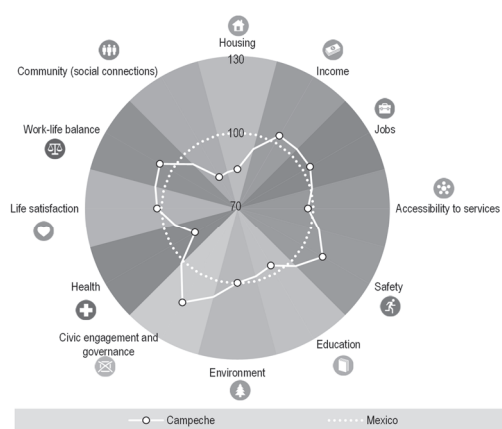 Housing
130
Community (social connections)
Income
Work-life balance
100
Jobs
Life satisfaction
70
Accessibility to services
Health
Safety
Civic engagement and
governance
Education
Environment
Campeche
Mexico